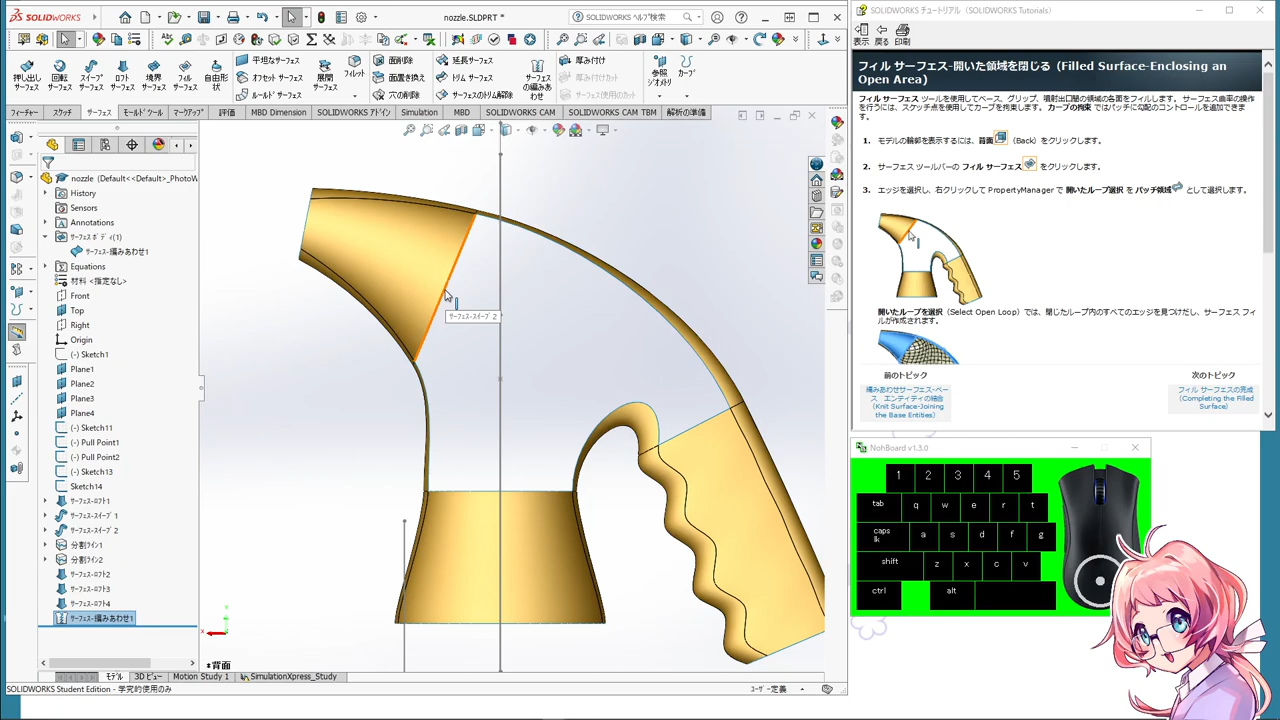 SOLIDWORKS
nozzle.SLDPRT *
SOLIDWORKS ヘルプ検索
押し出し
サーフェス
回転
サーフェス
スイープ
サーフェス
ロフト
サーフェス
境界
サーフェス
フィル
サーフェス
自由形
状
平坦なサーフェス
オフセット サーフェス
ルールド サーフェス
展開
サーフェス
フィレット
面削除
面置き換え
穴の削除
延長サーフェス
トリム サーフェス
サーフェスのトリム解除
サーフェス
の編みあ
わせ
厚み付け
厚み付けカット
サーフェス使用のカット
参照
ジオメリ
カーブ
フィーチャー
スケッチ
サーフェス
モールド ツール
マークアップ
評価
MBD Dimension
SOLIDWORKS アドイン
Simulation
MBD
SOLIDWORKS CAM
SOLIDWORKS CAM TBM
解析の準備
nozzle (Default<<Default>_PhotoW
History
Sensors
Annotations
サーフェス ボディ(1)
サーフェス-編みあわせ1
Equations
材料 <指定なし>
Front
Top
Right
Origin
(-) Sketch1
Plane1
Plane2
Plane3
Plane4
(-) Sketch11
(-) Pull Point1
(-) Pull Point2
(-) Sketch13
Sketch14
サーフェス-ロフト1
サーフェス-スイープ 1
サーフェス-スイープ 2
分割ライン1
分割ライン2
サーフェス-ロフト2
サーフェス-ロフト3
サーフェス-ロフト4
サーフェス-編みあわせ1
サーフェス-スイープ 2
*背面
モデル
3D ビュー
Motion Study 1
SimulationXpress_Study
SOLIDWORKS Student Edition - 学術的使用のみ
ユーザー定義
SOLIDWORKS チュートリアル（SOLIDWORKS Tutorials）
表示
戻る
印刷
フィル サーフェス-開いた領域を閉じる（Filled Surface-Enclosing an
Open Area）
フィル サーフェス ツールを使用してベース、グリップ、噴射出口間の領域の各面をフィルします。 サーフェス曲率の操作
を行うには、スケッチ点を使用してカーブを拘束します。カーブの拘束 ではパッチに勾配のコントロールを追加できま
す。
1. モデルの輪郭を表示するには、背面 （Back）をクリックします。
2. サーフェス ツールバーの フィル サーフェス をクリックします。
3. エッジを選択し、右クリックして PropertyManager で 開いたループ選択 を パッチ領域 として選択します。
開いたループを選択（Select Open Loop）では、閉じたループ内のすべてのエッジを見つけだし、サーフェス フィ
ルが作成されます。
前のトピック
編みあわせサーフェス-ベー
ス エンティティの結合
（Knit Surface-Joining
the Base Entities）
次のトピック
フィル サーフェスの完成
（Completing the Filled
Surface）
NohBoard v1.3.0
1 2 3 4 5
tab q w e r t
caps
lk
a s d f g
shift z x c v
ctrl alt